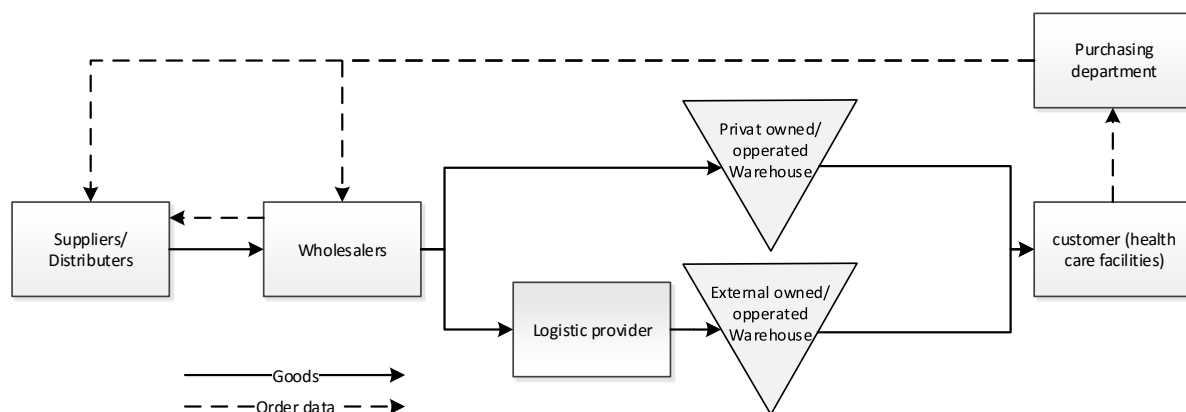 Purchasing
department
Privat owned/
opperated
Warehouse
Suppliers/
Distributers
Wholesalers
customer (health
care facilities)
External owned/
opperated
Warehouse
Logistic provider
Goods
Order data